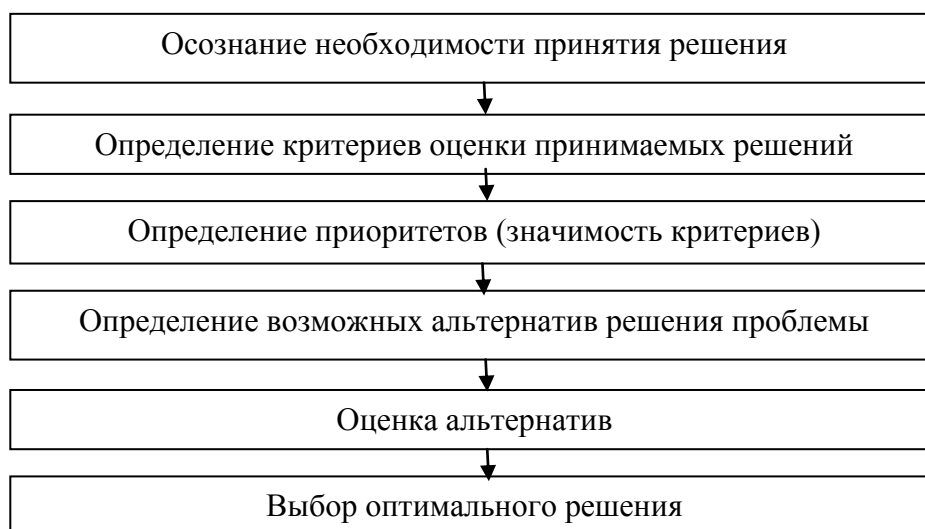 Осознание необходимости принятия решения
Определение критериев оценки принимаемых решений
Определение приоритетов (значимость критериев)
Определение возможных альтернатив решения проблемы
Оценка альтернатив
Выбор оптимального решения